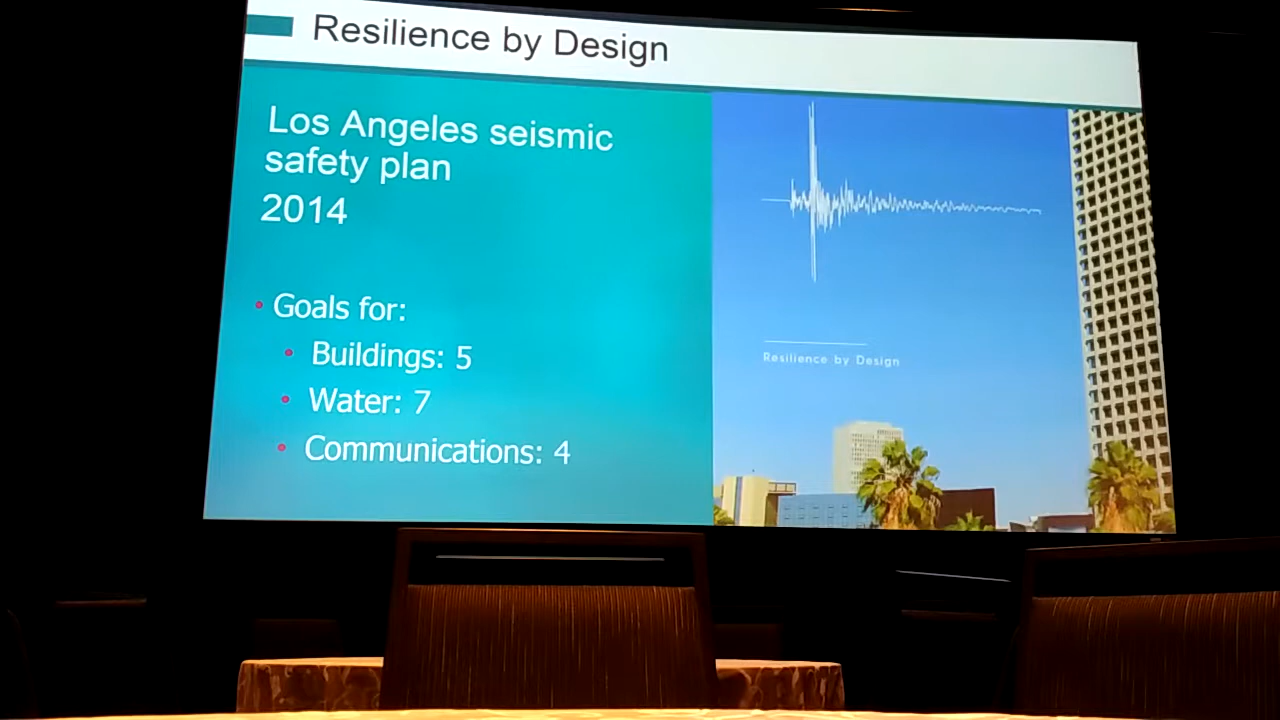 Resilience by Design
Los Angeles seismic
safety plan
2014
• Goals for:
• Buildings: 5
• Water: 7
• Communications: 4
Resilience by Design